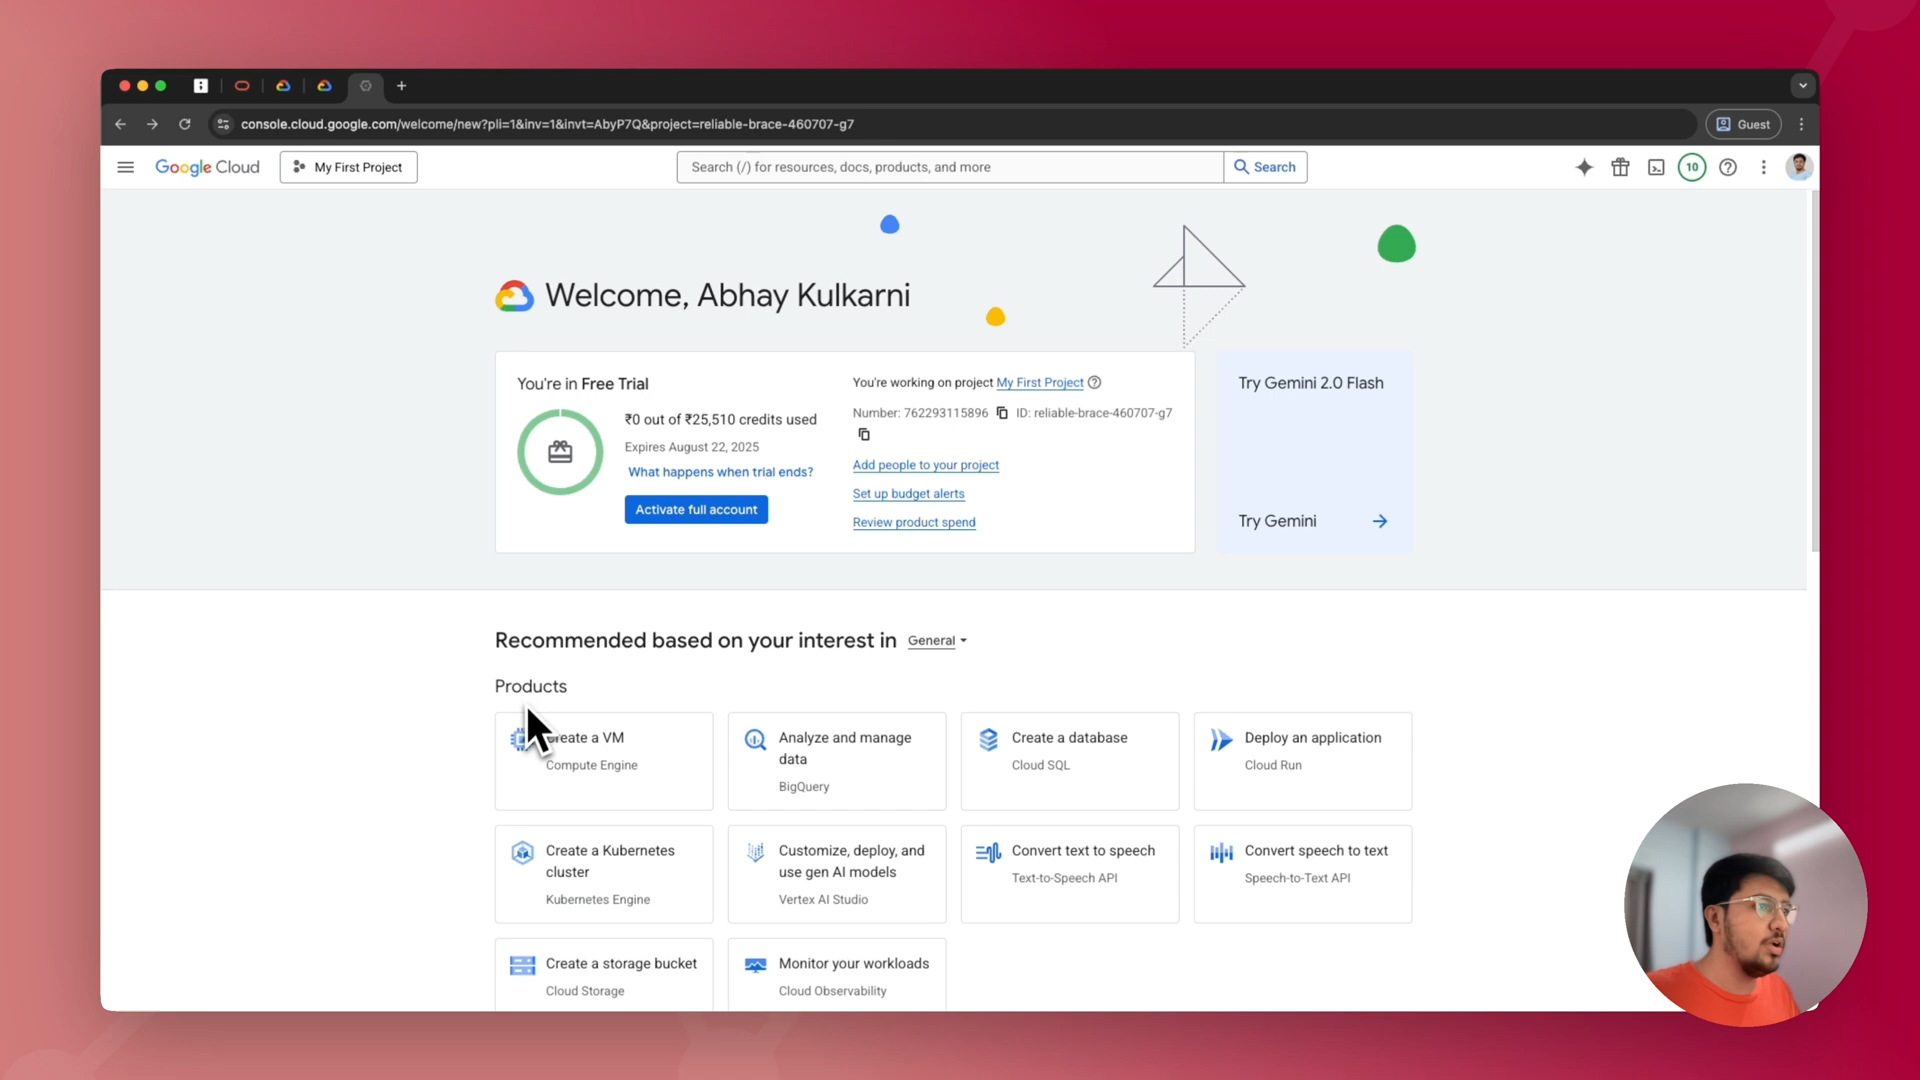 console.cloud.google.com/welcome/new?pli=1&inv=1&invt=AbyP7Q&project=reliable-brace-460707-g7
Guest
Google Cloud
My First Project
Search (/) for resources, docs, products, and more
Search
10
Welcome, Abhay Kulkarni
You're in Free Trial
₹0 out of ₹25,510 credits used
Expires August 22, 2025
What happens when trial ends?
Activate full account
You're working on project My First Project
Number: 762293115896 ID: reliable-brace-460707-g7
Add people to your project
Set up budget alerts
Review product spend
Try Gemini 2.0 Flash
Try Gemini
Recommended based on your interest in General
Products
Create a VM
Compute Engine
Analyze and manage
data
BigQuery
Create a database
Cloud SQL
Deploy an application
Cloud Run
Create a Kubernetes
cluster
Kubernetes Engine
Customize, deploy, and
use gen AI models
Vertex AI Studio
Convert text to speech
Text-to-Speech API
Convert speech to text
Speech-to-Text API
Create a storage bucket
Cloud Storage
Monitor your workloads
Cloud Observability